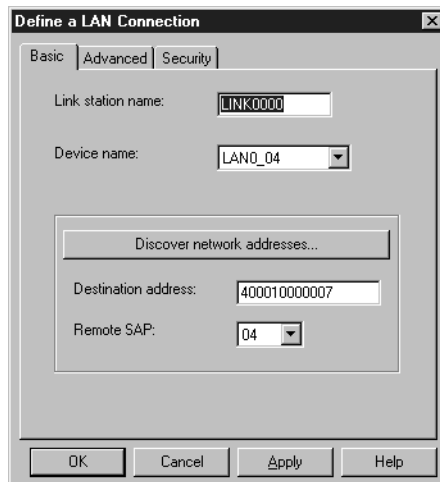 Define a LAN Connection
Basic Advanced Security
Link station name: LINK0000
Device name: LAN0_04
Discover network addresses...
Destination address: 400010000007
Remote SAP: 04
OK Cancel Apply Help